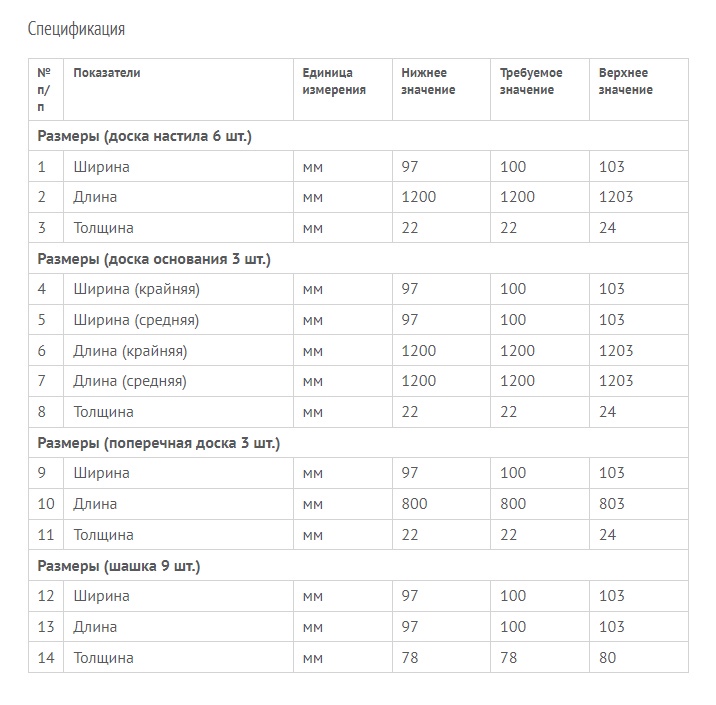 Спецификация
№ п/п Показатели Единица измерения Нижнее значение Требуемое значение Верхнее значение
Размеры (доска настила 6 шт.)
1 Ширина мм 97 100 103
2 Длина мм 1200 1200 1203
3 Толщина мм 22 22 24
Размеры (доска основания 3 шт.)
4 Ширина (крайняя) мм 97 100 103
5 Ширина (средняя) мм 97 100 103
6 Длина (крайняя) мм 1200 1200 1203
7 Длина (средняя) мм 1200 1200 1203
8 Толщина мм 22 22 24
Размеры (поперечная доска 3 шт.)
9 Ширина мм 97 100 103
10 Длина мм 800 800 803
11 Толщина мм 22 22 24
Размеры (шашка 9 шт.)
12 Ширина мм 97 100 103
13 Длина мм 97 100 103
14 Толщина мм 78 78 80